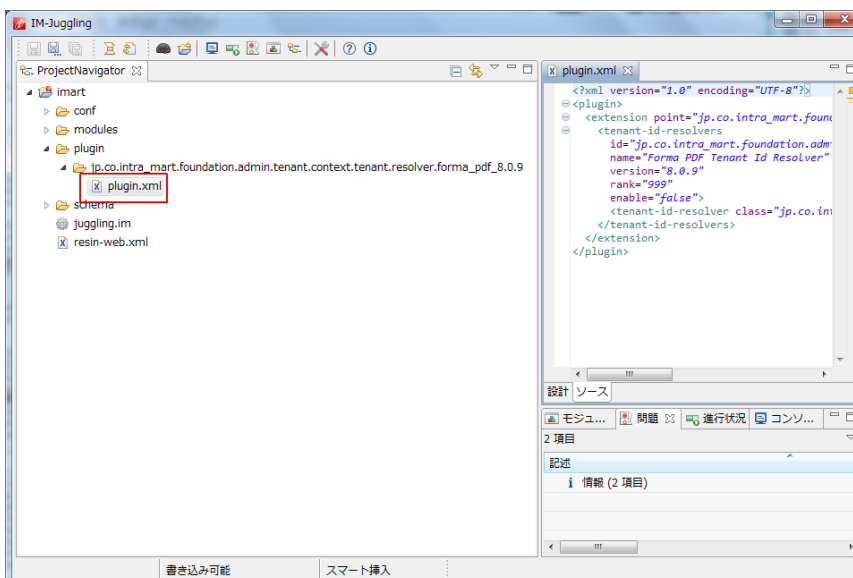 IM-Juggling
ProjectNavigator
imart
conf
modules
plugin
jp.co.intra_mart.foundation.admin.tenant.context.tenant.resolver.forma_pdf_8.0.9
plugin.xml
schema
juggling.im
resin-web.xml
plugin.xml
<?xml version="1.0" encoding="UTF-8"?>
<plugin>
<extension point="jp.co.intra_mart.foun
<tenant-id-resolvers
id="jp.co.intra_mart.foundation.adm
name="Forma PDF Tenant Id Resolver"
version="8.0.9"
rank="999"
enable="false">
<tenant-id-resolver class="jp.co.in
</tenant-id-resolvers>
</extension>
</plugin>
設計 ソース
モジュ... 問題 進行状況 コンソ...
2 項目
記述
情報 (2 項目)
書き込み可能 スマート挿入